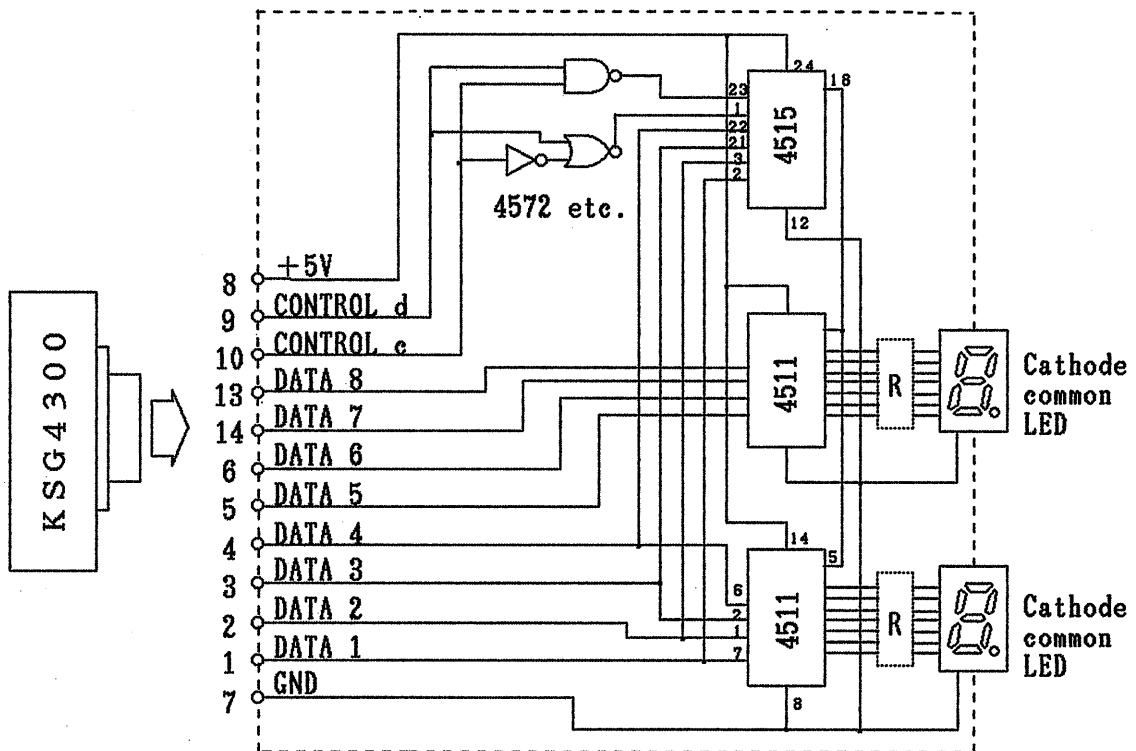 24
18
23
1
22
21
3
2
4515
12
4572 etc.
KSG4300
8 +5V
9 CONTROL d
10 CONTROL c
13 DATA 8
14 DATA 7
6 DATA 6
5 DATA 5
4 DATA 4
3 DATA 3
2 DATA 2
1 DATA 1
7 GND
4511
R
Cathode
common
LED
14
5
6
2
1
7
4511
8
R
Cathode
common
LED